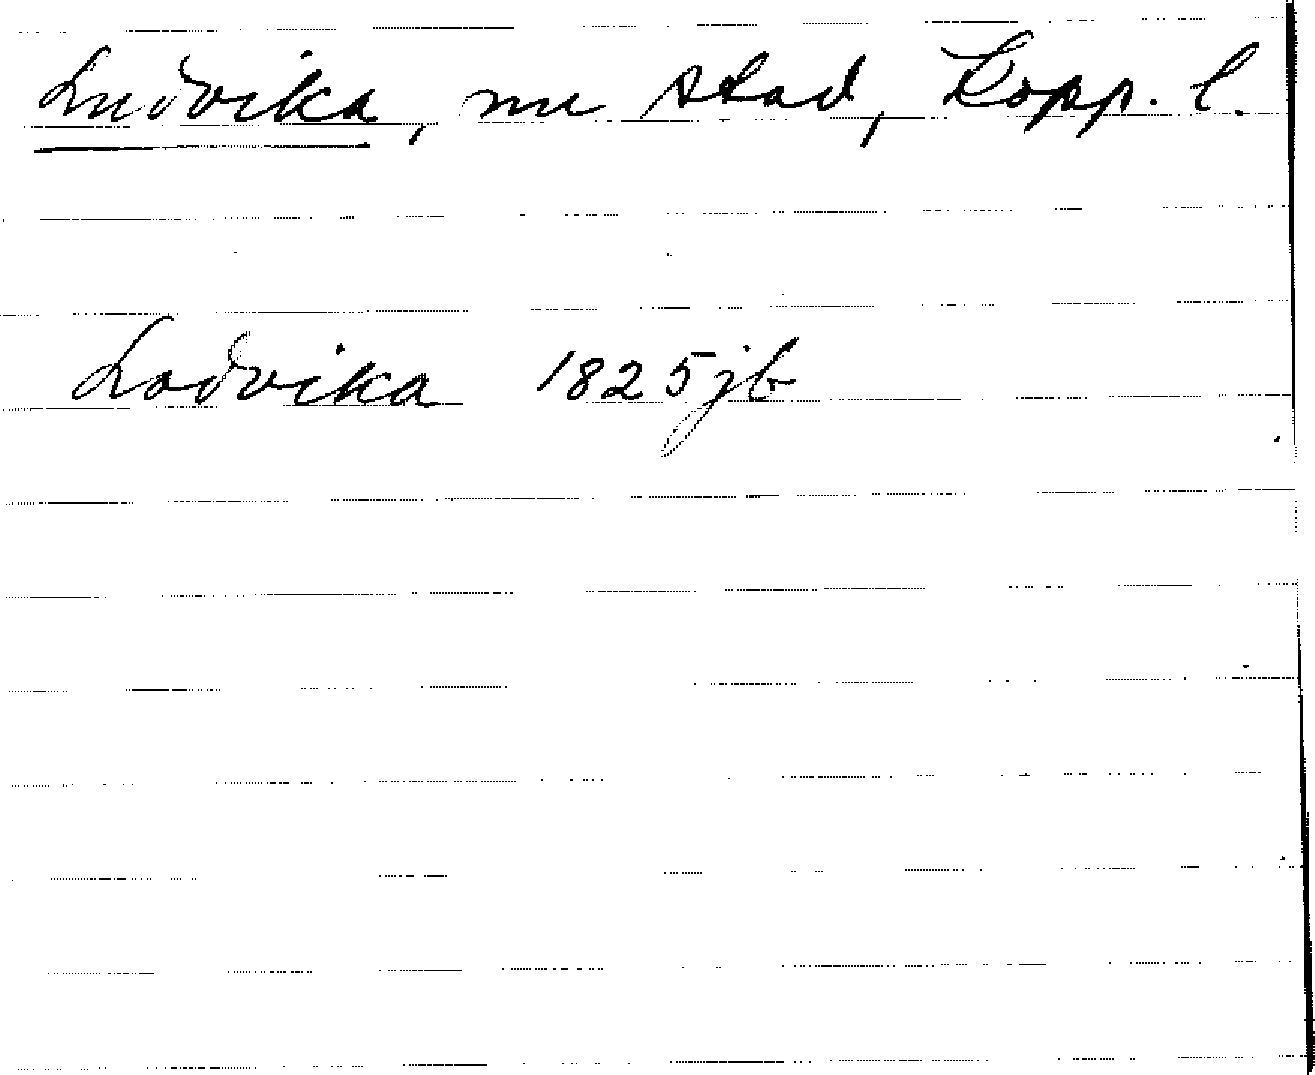 Ludvika, nu stad, Kopp. l.
Lodvika 1825 jb